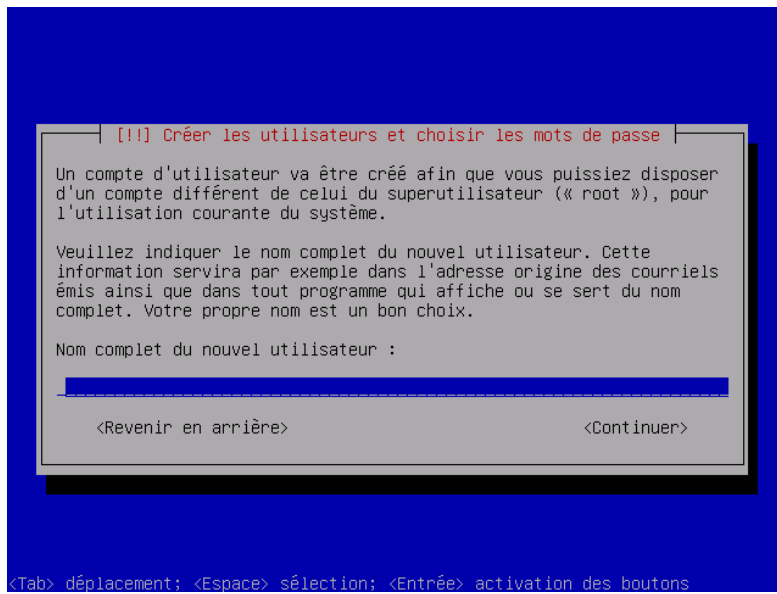 [!!] Créer les utilisateurs et choisir les mots de passe
Un compte d'utilisateur va être créé afin que vous puissiez disposer
d'un compte différent de celui du superutilisateur (« root »), pour
l'utilisation courante du système.
Veuillez indiquer le nom complet du nouvel utilisateur. Cette
information servira par exemple dans l'adresse origine des courriels
émis ainsi que dans tout programme qui affiche ou se sert du nom
complet. Votre propre nom est un bon choix.
Nom complet du nouvel utilisateur :
<Revenir en arrière> <Continuer>
<Tab> déplacement; <Espace> sélection; <Entrée> activation des boutons